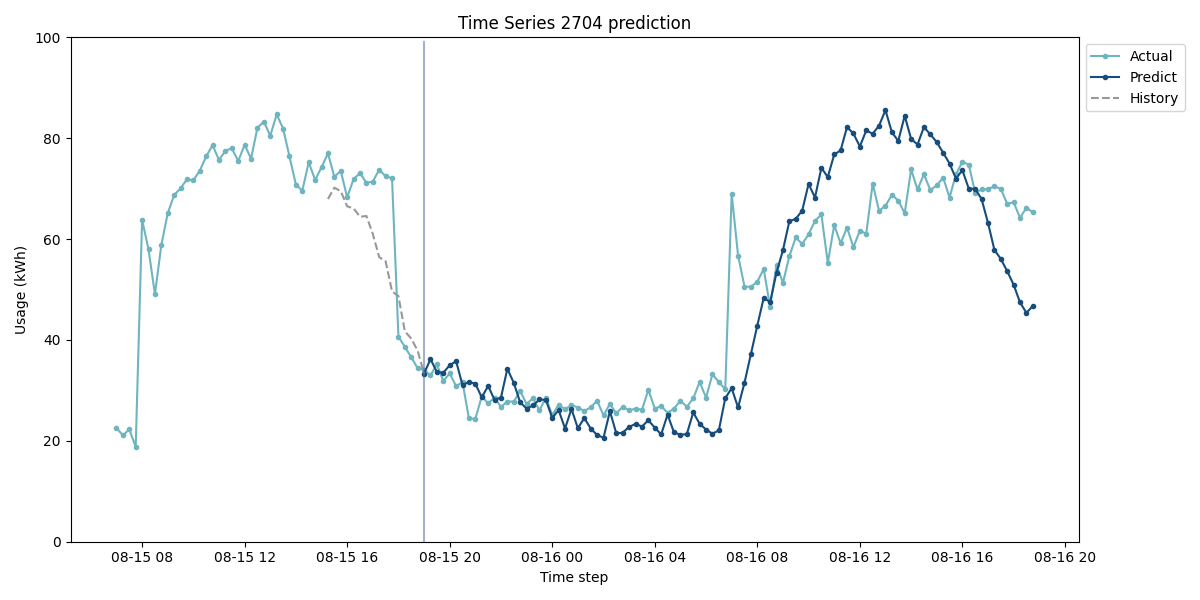 Time Series 2704 prediction
100
80
60
40
20
0
Usage (kWh)
08-15 08
08-15 12
08-15 16
08-15 20
08-16 00
08-16 04
08-16 08
08-16 12
08-16 16
08-16 20
Time step
Actual
Predict
History